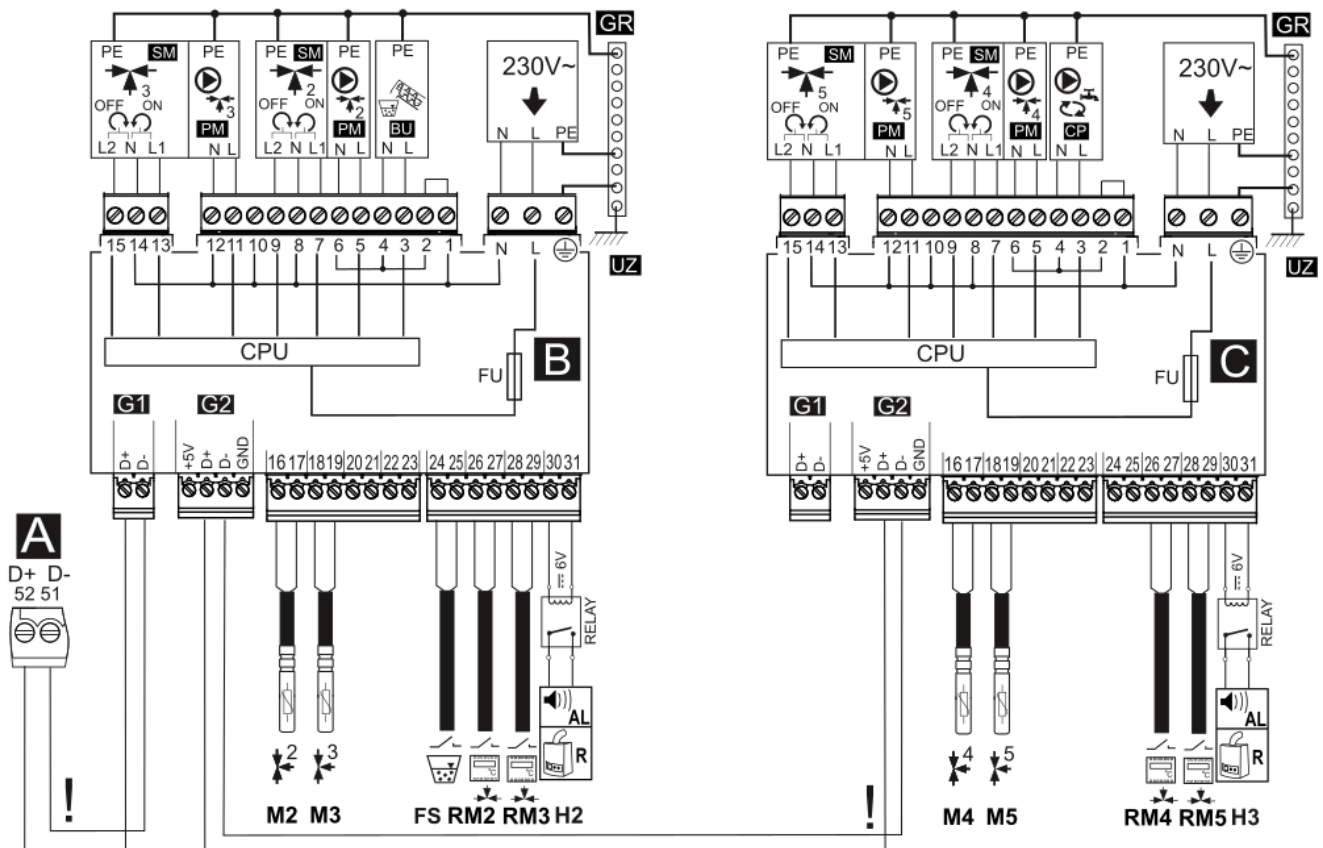 GR GR
PE SM PE PE SM PE PE
3 3 2 2
230V~
OFF ON OFF ON
PM PM BU
N L PE
L2 N L1 N L L2 N L1 N L N L
PE SM PE PE SM PE PE
5 5 4 4
230V~
OFF ON OFF ON
PM PM CP
N L PE
L2 N L1 N L L2 N L1 N L N L
15 14 13 12 11 10 9 8 7 6 5 4 3 2 1 N L
UZ
15 14 13 12 11 10 9 8 7 6 5 4 3 2 1 N L
UZ
CPU
FU
B
CPU
FU
C
G1 G2
G1 G2
D+ D- +5V D+ D- GND
16 17 18 19 20 21 22 23 24 25 26 27 28 29 30 31
D+ D- +5V D+ D- GND
16 17 18 19 20 21 22 23 24 25 26 27 28 29 30 31
A
D+ D-
52 51
6V
RELAY
6V
RELAY
AL
R
AL
R
°C °C
°C °C
2 3
4 5
!
!
M2 M3 FS RM2 RM3 H2
M4 M5 RM4 RM5 H3